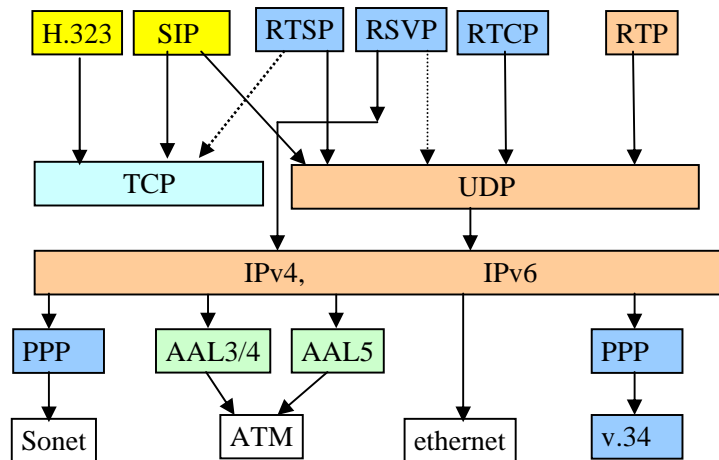 H.323 SIP RTSP RSVP RTCP RTP
TCP UDP
IPv4, IPv6
PPP AAL3/4 AAL5 PPP
Sonet ATM ethernet v.34